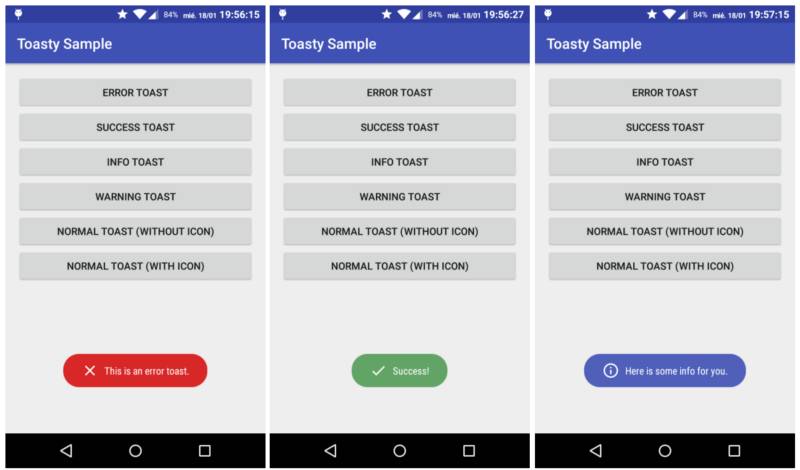 84% mié. 18/01 19:56:15
Toasty Sample
ERROR TOAST
SUCCESS TOAST
INFO TOAST
WARNING TOAST
NORMAL TOAST (WITHOUT ICON)
NORMAL TOAST (WITH ICON)
This is an error toast.
84% mié. 18/01 19:56:27
Toasty Sample
ERROR TOAST
SUCCESS TOAST
INFO TOAST
WARNING TOAST
NORMAL TOAST (WITHOUT ICON)
NORMAL TOAST (WITH ICON)
Success!
84% mié. 18/01 19:57:15
Toasty Sample
ERROR TOAST
SUCCESS TOAST
INFO TOAST
WARNING TOAST
NORMAL TOAST (WITHOUT ICON)
NORMAL TOAST (WITH ICON)
Here is some info for you.